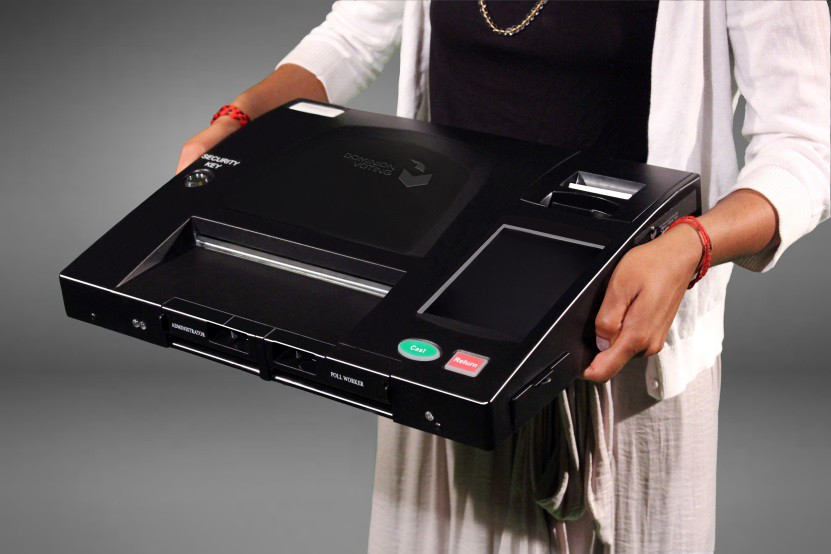 SECURITY
KEY
DOMINION
VOTING
ADMINISTRATOR
POLL WORKER
Cast
Return